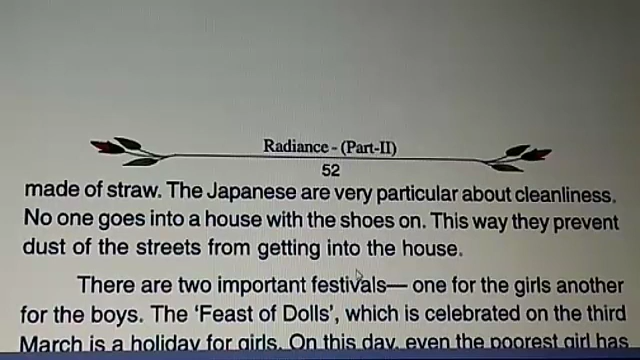 Radiance - (Part-II)
52
made of straw. The Japanese are very particular about cleanliness.
No one goes into a house with the shoes on. This way they prevent
dust of the streets from getting into the house.
There are two important festivals— one for the girls another
for the boys. The ‘Feast of Dolls’, which is celebrated on the third
March is a holiday for girls. On this day, even the poorest girl has